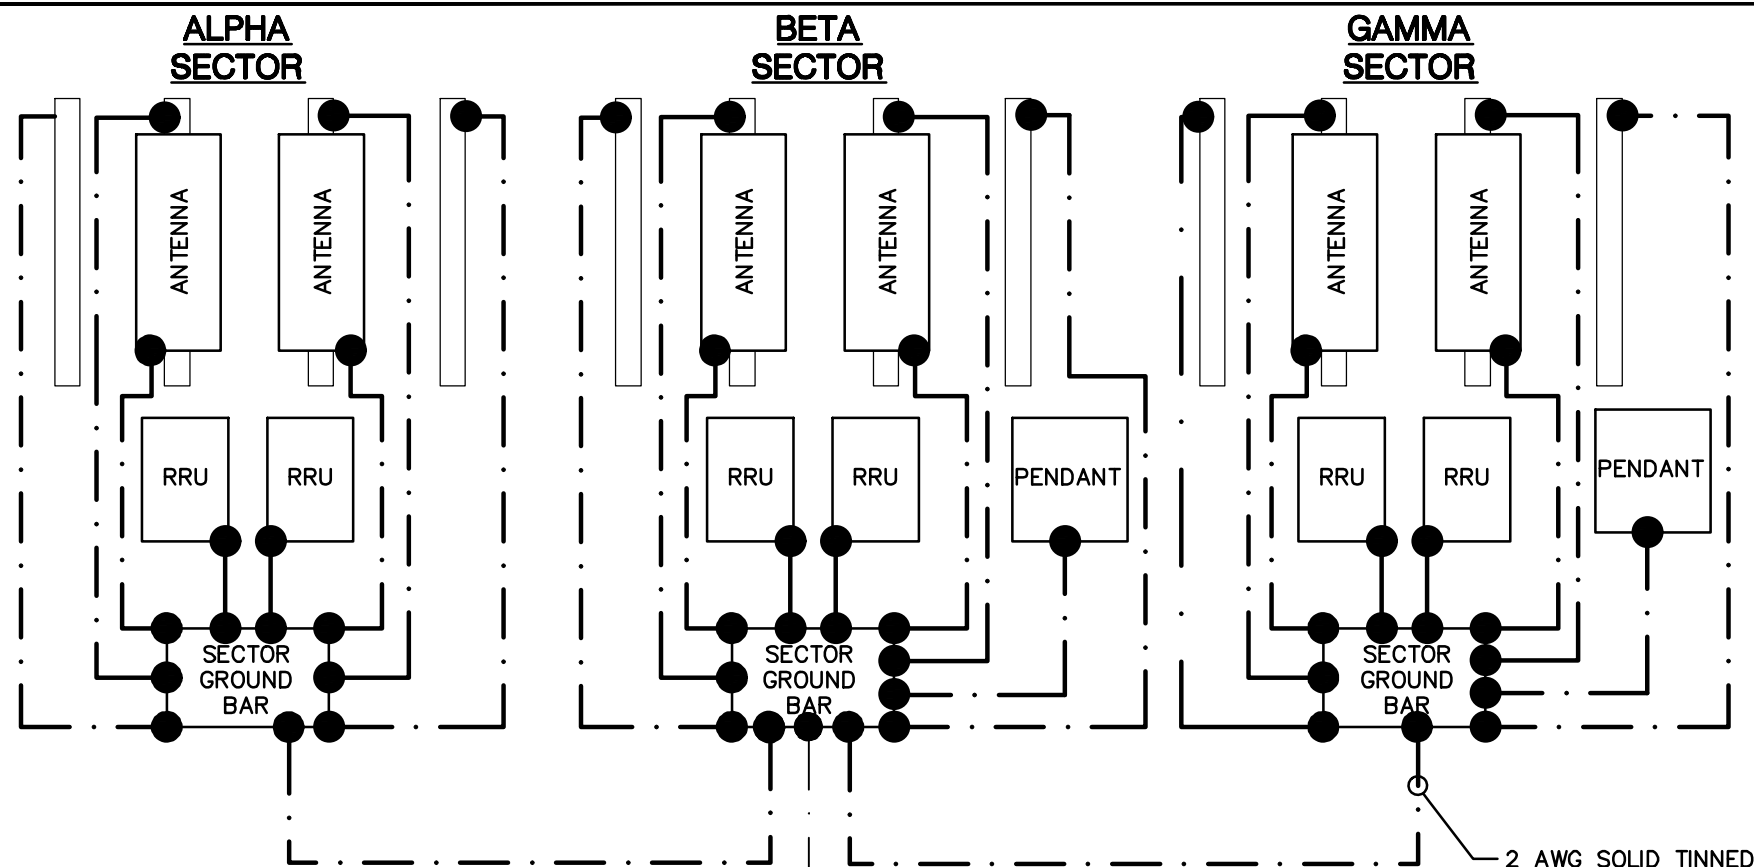 ALPHA
SECTOR
BETA
SECTOR
GAMMA
SECTOR
ANTENNA
ANTENNA
ANTENNA
ANTENNA
ANTENNA
ANTENNA
RRU
RRU
RRU
RRU
PENDANT
RRU
RRU
PENDANT
SECTOR
GROUND
BAR
SECTOR
GROUND
BAR
SECTOR
GROUND
BAR
2 AWG SOLID TINNED